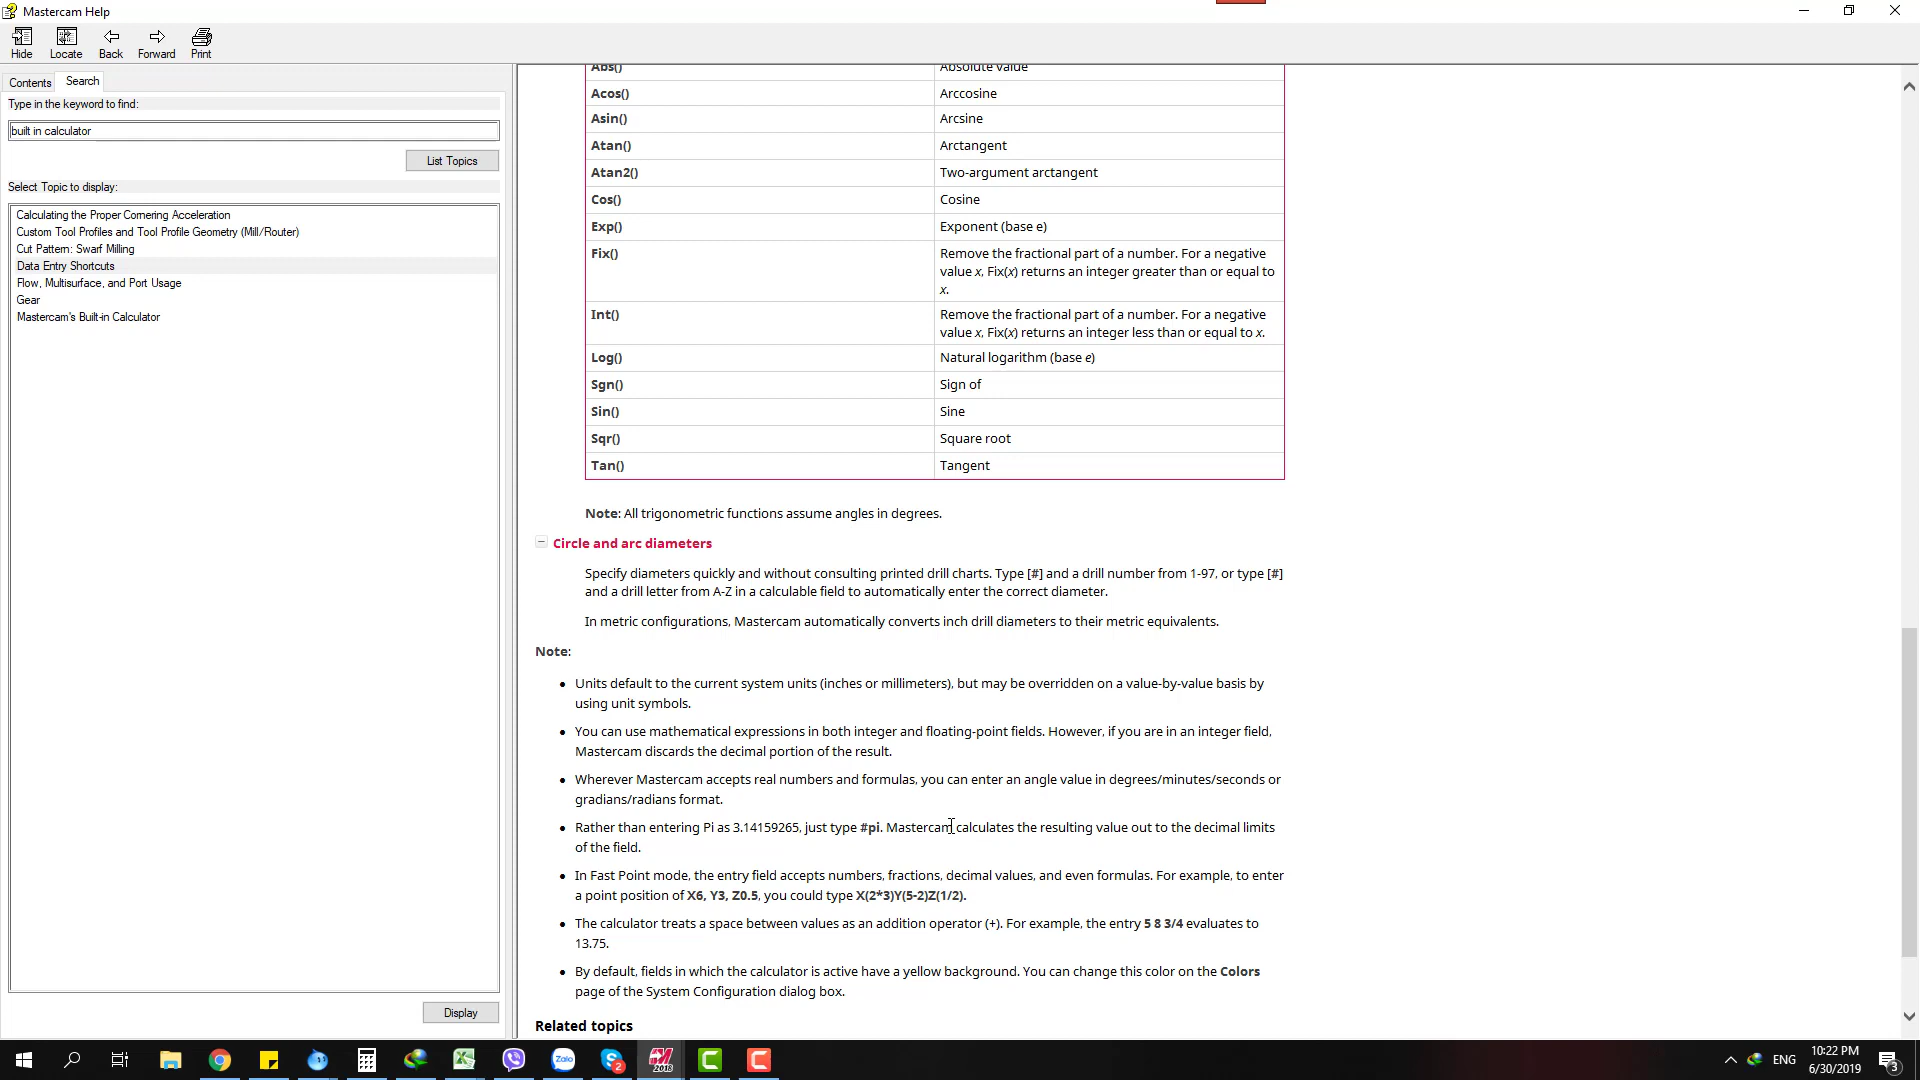 Mastercam Help
Hide Locate Back Forward Print
Contents Search
Type in the keyword to find:
built in calculator
List Topics
Select Topic to display:
Calculating the Proper Cornering Acceleration
Custom Tool Profiles and Tool Profile Geometry (Mill/Router)
Cut Pattern: Swarf Milling
Data Entry Shortcuts
Flow, Multisurface, and Port Usage
Gear
Mastercam's Built-in Calculator
Display
Abs() Absolute value
Acos() Arccosine
Asin() Arcsine
Atan() Arctangent
Atan2() Two-argument arctangent
Cos() Cosine
Exp() Exponent (base e)
Fix() Remove the fractional part of a number. For a negative
value x, Fix(x) returns an integer greater than or equal to
x.
Int() Remove the fractional part of a number. For a negative
value x, Fix(x) returns an integer less than or equal to x.
Log() Natural logarithm (base e)
Sgn() Sign of
Sin() Sine
Sqr() Square root
Tan() Tangent
Note: All trigonometric functions assume angles in degrees.
Circle and arc diameters
Specify diameters quickly and without consulting printed drill charts. Type [#] and a drill number from 1-97, or type [#]
and a drill letter from A-Z in a calculable field to automatically enter the correct diameter.
In metric configurations, Mastercam automatically converts inch drill diameters to their metric equivalents.
Note:
• Units default to the current system units (inches or millimeters), but may be overridden on a value-by-value basis by
using unit symbols.
• You can use mathematical expressions in both integer and floating-point fields. However, if you are in an integer field,
Mastercam discards the decimal portion of the result.
• Wherever Mastercam accepts real numbers and formulas, you can enter an angle value in degrees/minutes/seconds or
gradians/radians format.
• Rather than entering Pi as 3.14159265, just type #pi. Mastercam calculates the resulting value out to the decimal limits
of the field.
• In Fast Point mode, the entry field accepts numbers, fractions, decimal values, and even formulas. For example, to enter
a point position of X6, Y3, Z0.5, you could type X(2*3)Y(5-2)Z(1/2).
• The calculator treats a space between values as an addition operator (+). For example, the entry 5 8 3/4 evaluates to
13.75.
• By default, fields in which the calculator is active have a yellow background. You can change this color on the Colors
page of the System Configuration dialog box.
Related topics
Zalo
2
2018
C
C
ENG
10:22 PM
6/30/2019
3